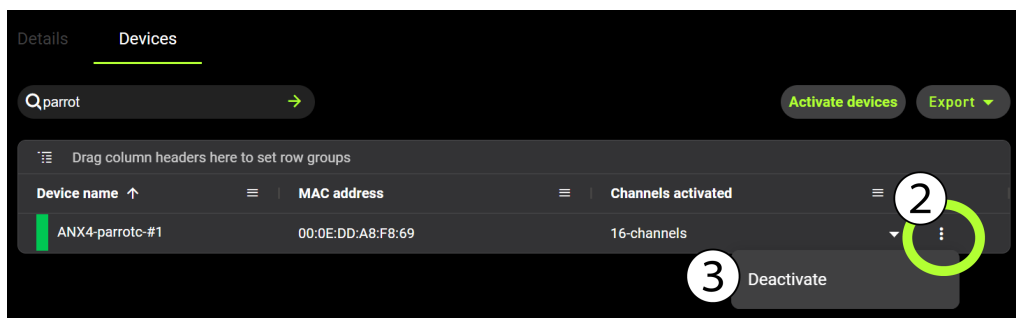 Details Devices
parrot
Activate devices Export
Drag column headers here to set row groups
Device name MAC address Channels activated
2
ANX4-parrotc-#1 00:0E:DD:A8:F8:69 16-channels
3 Deactivate